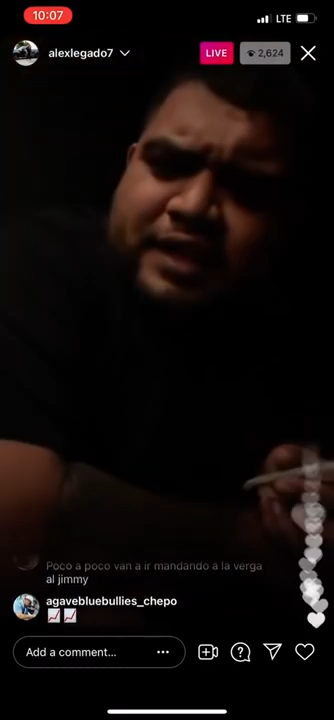 10:07
LTE
alexlegado7
LIVE
2,624
Poco a poco van a ir mandando a la verga
al jimmy
agavebluebullies_chepo
Add a comment...